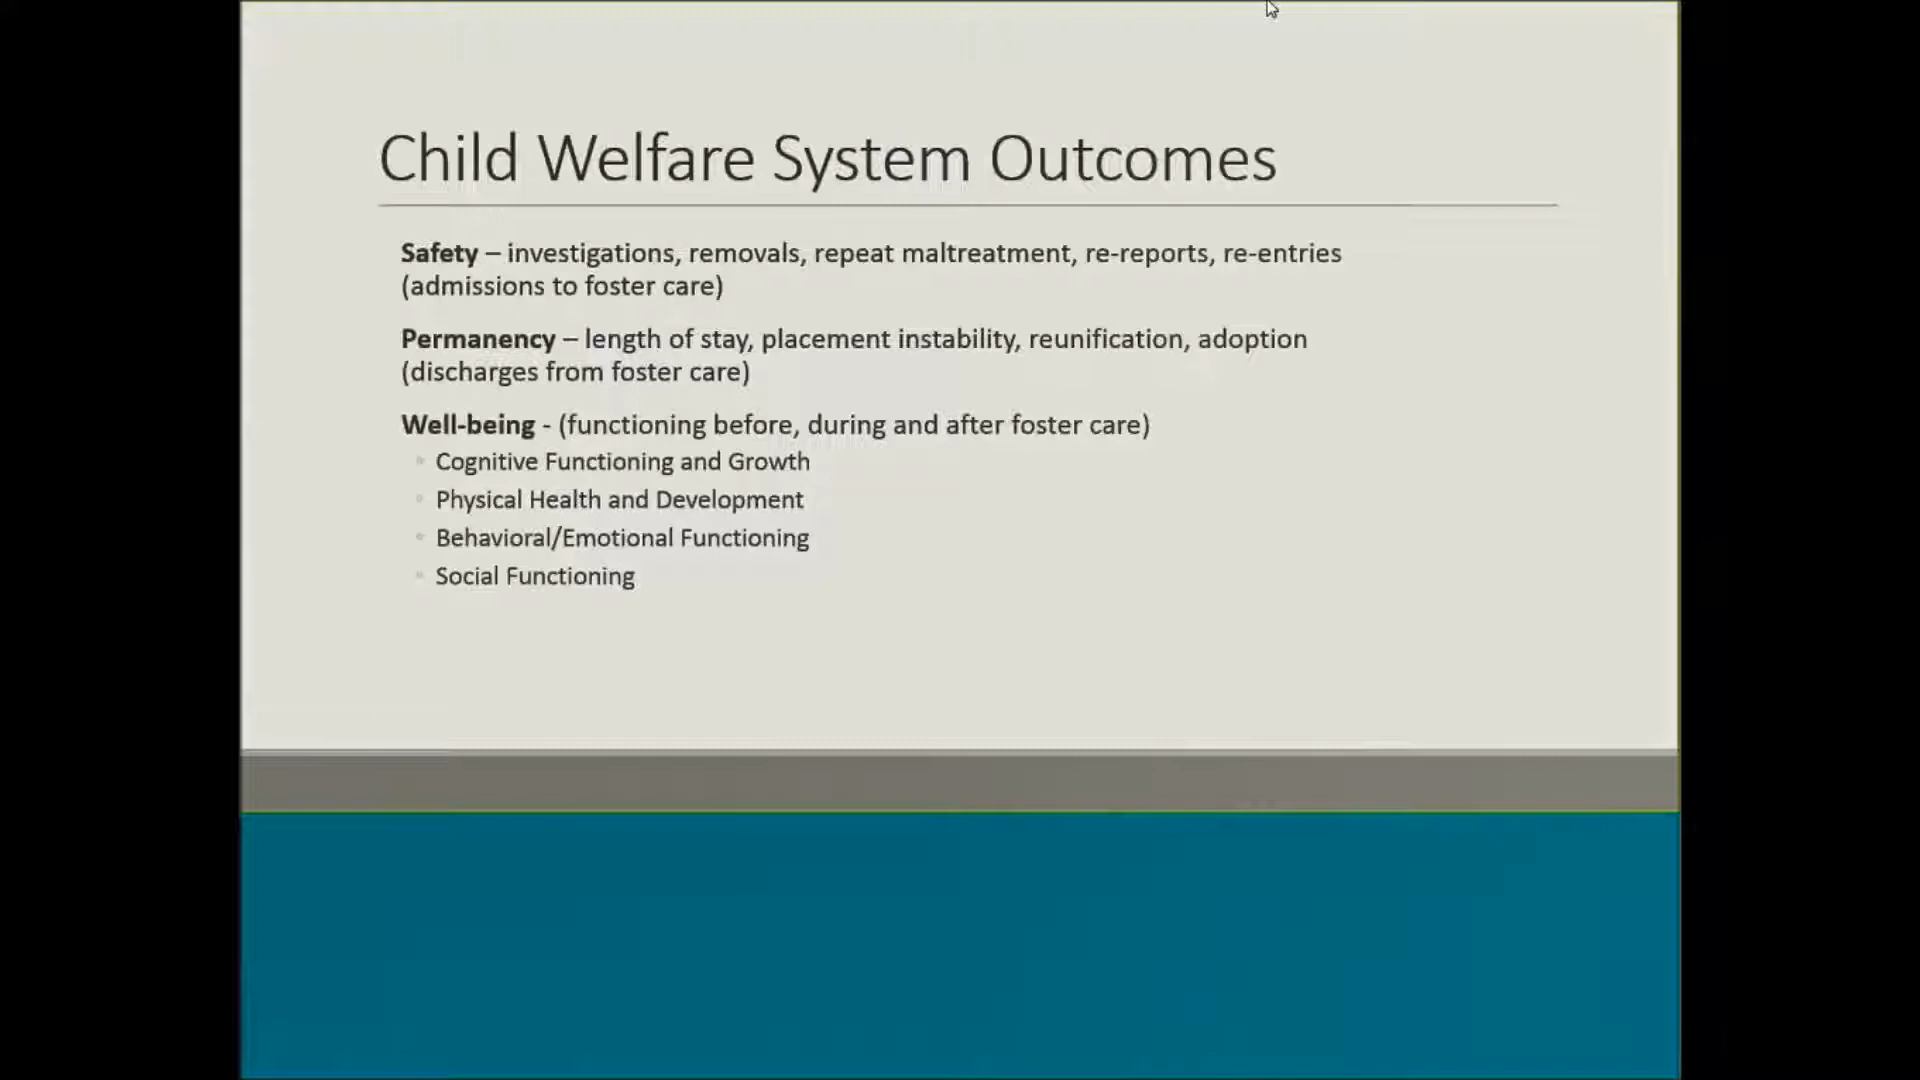 Child Welfare System Outcomes
Safety – investigations, removals, repeat maltreatment, re-reports, re-entries
(admissions to foster care)
Permanency – length of stay, placement instability, reunification, adoption
(discharges from foster care)
Well-being - (functioning before, during and after foster care)
Cognitive Functioning and Growth
Physical Health and Development
Behavioral/Emotional Functioning
Social Functioning